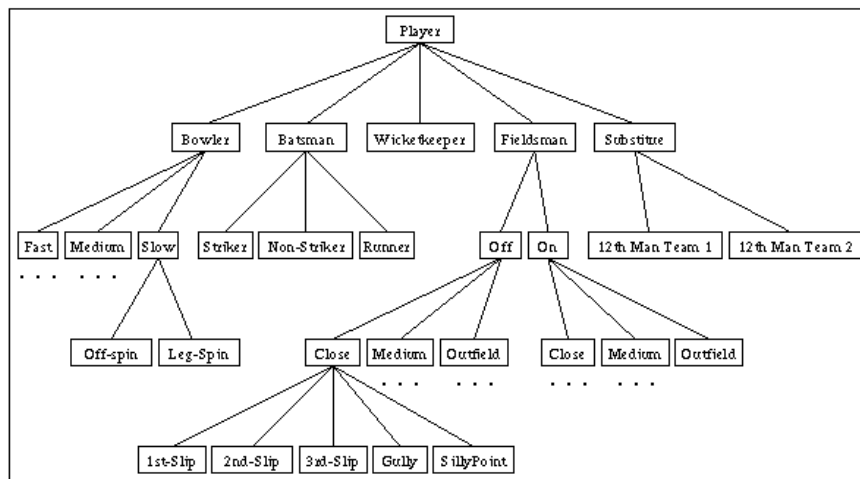 Player
Bowler Batsman Wicketkeeper Fieldsman Substitue
Fast Medium Slow Striker Non-Striker Runner Off On 12th Man Team 1 12th Man Team 2
. . . . . .
Off-spin Leg-Spin Close Medium Outfield Close Medium Outfield
. . . . . . . . . . . .
1st-Slip 2nd-Slip 3rd-Slip Gully SillyPoint